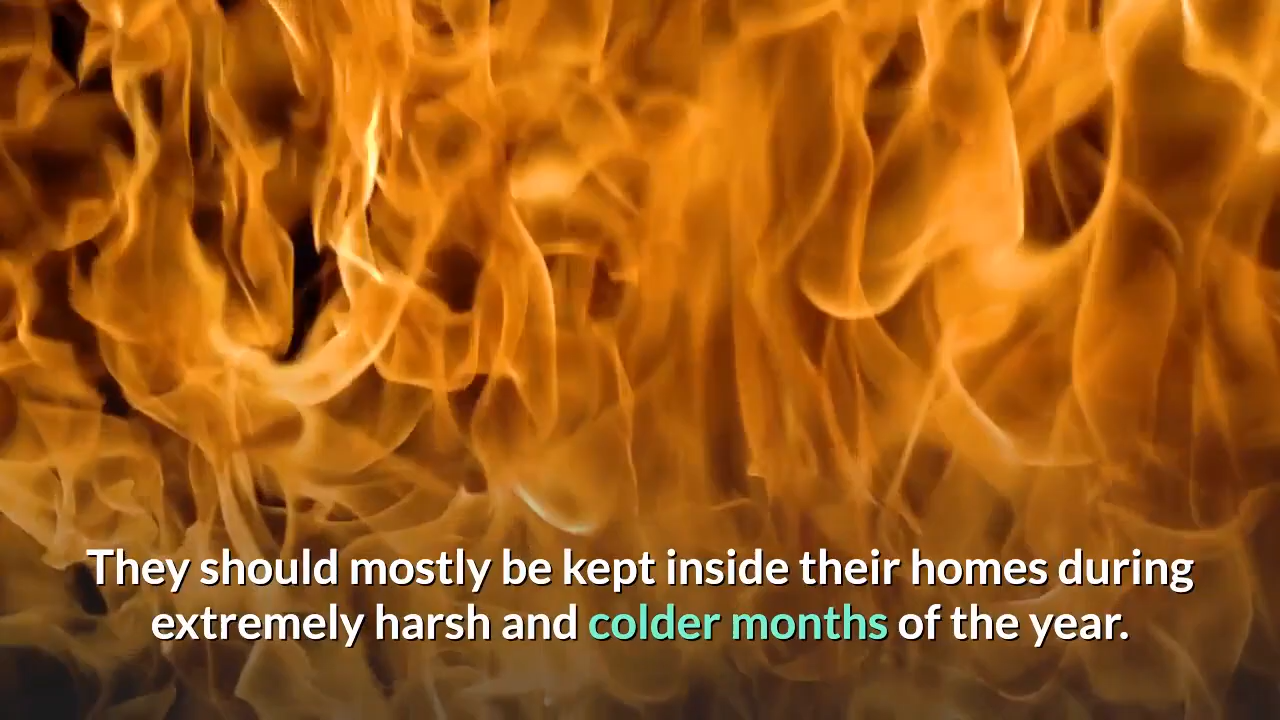 They should mostly be kept inside their homes during
extremely harsh and colder months of the year.